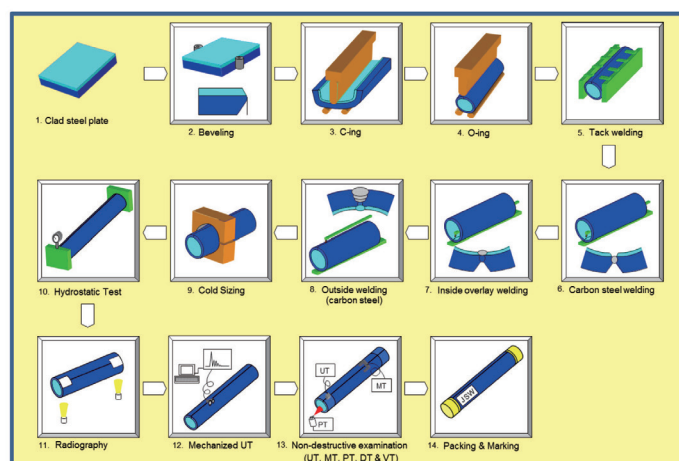 1. Clad steel plate
2. Beveling
3. C-ing
4. O-ing
5. Tack welding
10. Hydrostatic Test
9. Cold Sizing
8. Outside welding
(carbon steel)
7. Inside overlay welding
6. Carbon steel welding
11. Radiography
12. Mechanized UT
UT
MT
PT
13. Non-destructive examination
(UT, MT, PT, DT & VT)
JSW
14. Packing & Marking